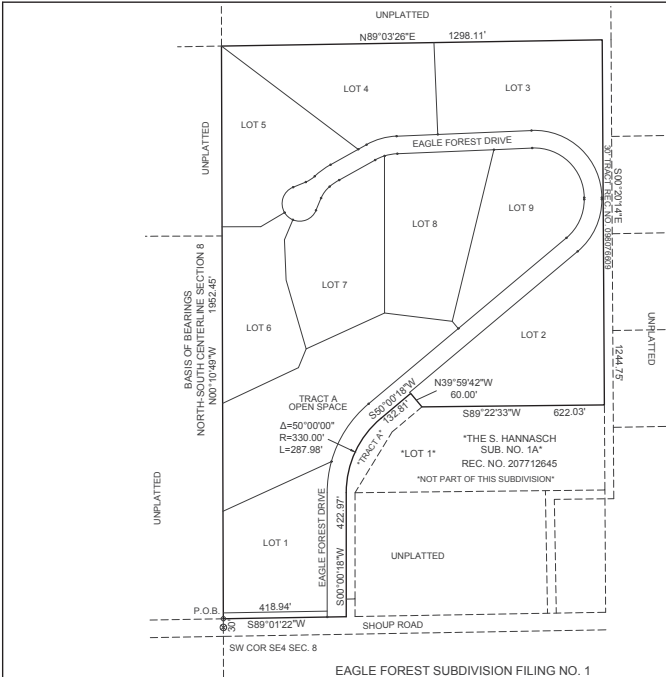 UNPLATTED
N89°03'26"E 1298.11'
LOT 4
LOT 3
LOT 5
EAGLE FOREST DRIVE
UNPLATTED
30' TRACT REC. NO. 098076809
S00°20'14"E
LOT 9
LOT 8
BASIS OF BEARINGS
NORTH-SOUTH CENTERLINE SECTION 8
N00°10'49"W 1952.45'
LOT 7
LOT 6
LOT 2
UNPLATTED
1244.75'
N39°59'42"W
60.00'
TRACT A
OPEN SPACE
S50°00'18"W
132.81'
S89°22'33"W 622.03'
Δ=50°00'00"
R=330.00'
L=287.98'
"TRACT A"
"LOT 1"
"THE S. HANNASCH
SUB. NO. 1A"
REC. NO. 207712645
"NOT PART OF THIS SUBDIVISION"
UNPLATTED
EAGLE FOREST DRIVE
S00°00'18"W 422.97'
LOT 1
UNPLATTED
418.94'
P.O.B.
30'
S89°01'22"W
SHOUP ROAD
SW COR SE4 SEC. 8
EAGLE FOREST SUBDIVISION FILING NO. 1